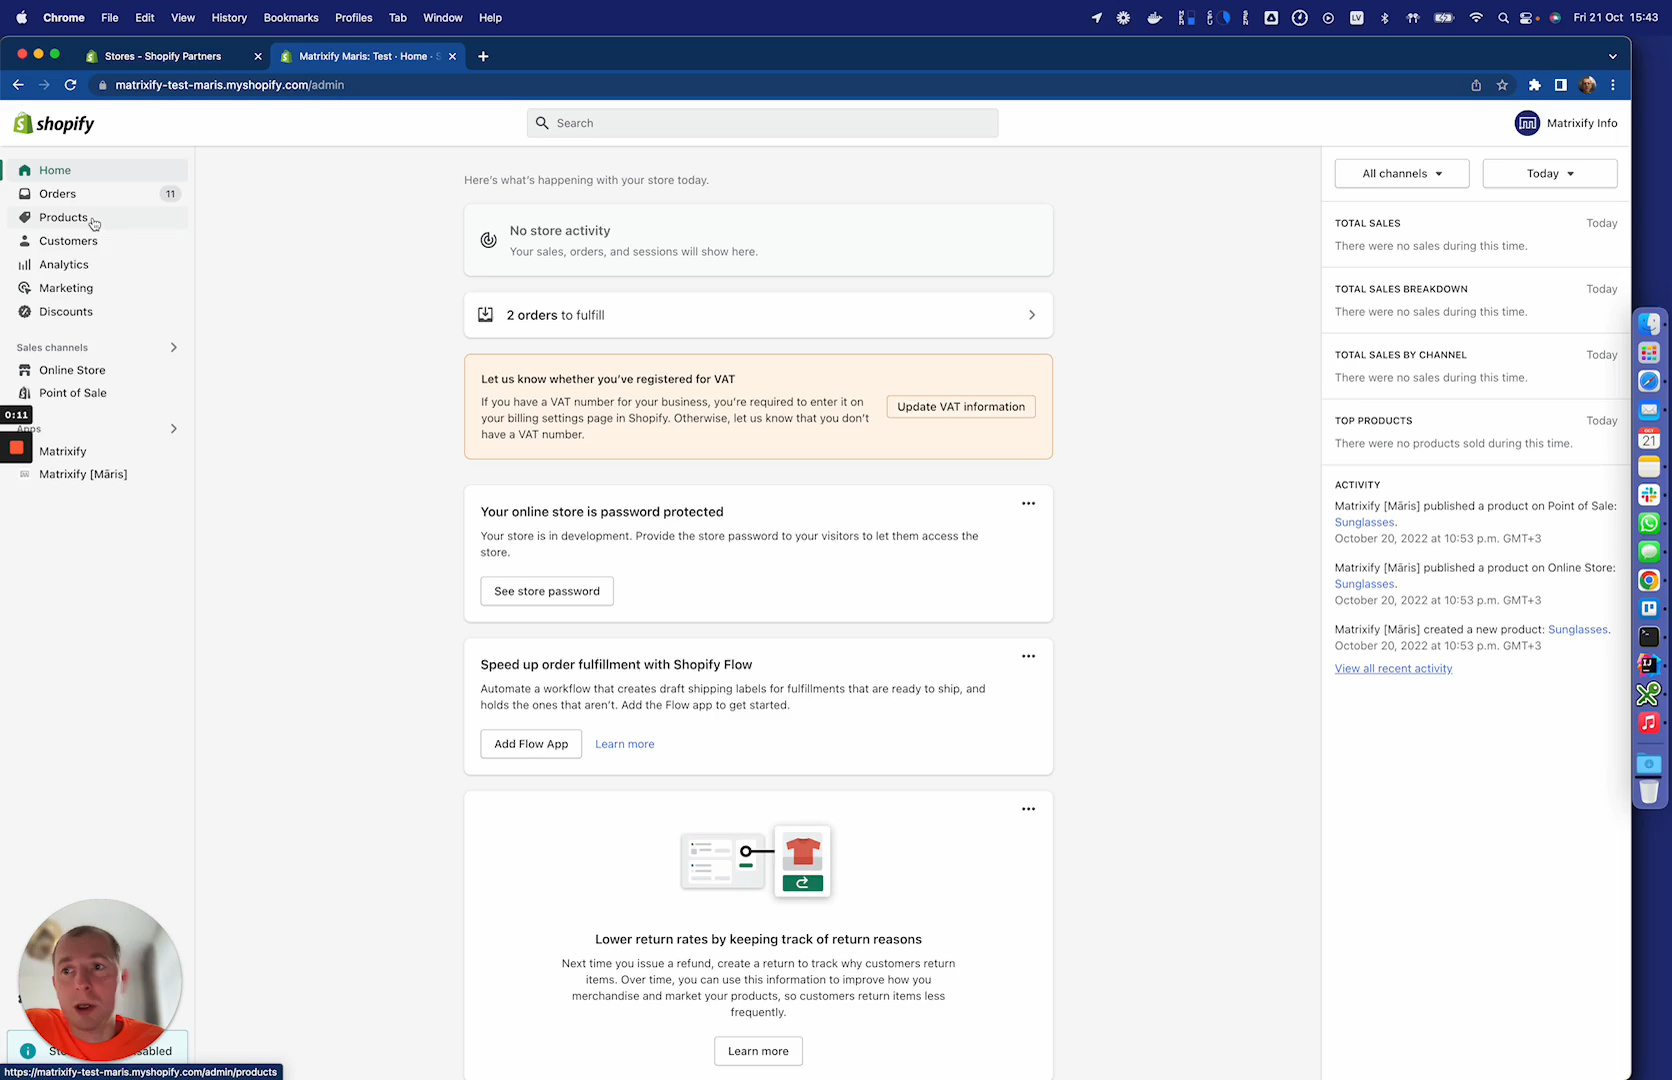 Chrome File Edit View History Bookmarks Profiles Tab Window Help
LV
Fri 21 Oct 15:43
Stores - Shopify Partners
Matrixify Maris: Test · Home ·
matrixify-test-maris.myshopify.com/admin
shopify
Search
Matrixify Info
Home
Orders 11
Products
Customers
Analytics
Marketing
Discounts
Sales channels
Online Store
Point of Sale
0:11
Apps
Matrixify
Matrixify [Māris]
Here's what's happening with your store today.
No store activity
Your sales, orders, and sessions will show here.
2 orders to fulfill
Let us know whether you've registered for VAT
If you have a VAT number for your business, you're required to enter it on
your billing settings page in Shopify. Otherwise, let us know that you don't
have a VAT number.
Update VAT information
Your online store is password protected
Your store is in development. Provide the store password to your visitors to let them access the
store.
See store password
Speed up order fulfillment with Shopify Flow
Automate a workflow that creates draft shipping labels for fulfillments that are ready to ship, and
holds the ones that aren't. Add the Flow app to get started.
Add Flow App
Learn more
Lower return rates by keeping track of return reasons
Next time you issue a refund, create a return to track why customers return
items. Over time, you can use this information to improve how you
merchandise and market your products, so customers return items less
frequently.
Learn more
All channels
Today
TOTAL SALES
Today
There were no sales during this time.
TOTAL SALES BREAKDOWN
Today
There were no sales during this time.
TOTAL SALES BY CHANNEL
Today
There were no sales during this time.
TOP PRODUCTS
Today
There were no products sold during this time.
ACTIVITY
Matrixify [Māris] published a product on Point of Sale:
Sunglasses.
October 20, 2022 at 10:53 p.m. GMT+3
Matrixify [Māris] published a product on Online Store:
Sunglasses.
October 20, 2022 at 10:53 p.m. GMT+3
Matrixify [Māris] created a new product: Sunglasses.
October 20, 2022 at 10:53 p.m. GMT+3
View all recent activity
OCT
21
https://matrixify-test-maris.myshopify.com/admin/products